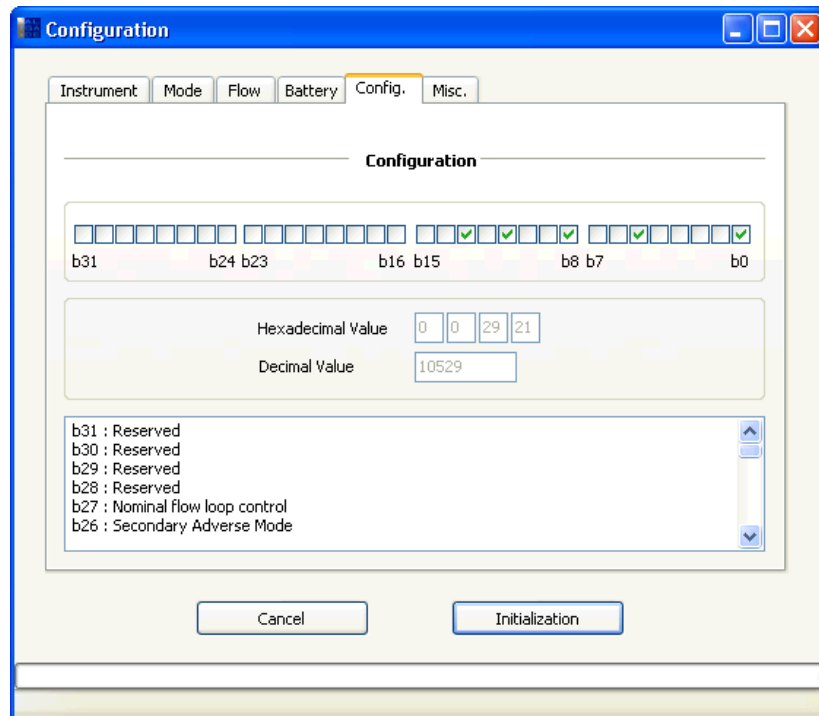 Configuration
Instrument Mode Flow Battery Config. Misc.
Configuration
b31 b24 b23 b16 b15 b8 b7 b0
Hexadecimal Value 0 0 29 21
Decimal Value 10529
b31 : Reserved
b30 : Reserved
b29 : Reserved
b28 : Reserved
b27 : Nominal flow loop control
b26 : Secondary Adverse Mode
Cancel Initialization